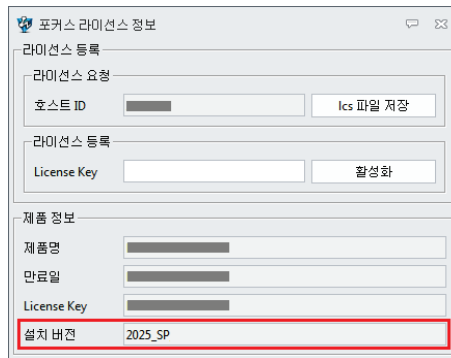 포커스 라이선스 정보
라이선스 등록
라이선스 요청
호스트 ID
lcs 파일 저장
라이선스 등록
License Key
활성화
제품 정보
제품명
만료일
License Key
설치 버전
2025_SP